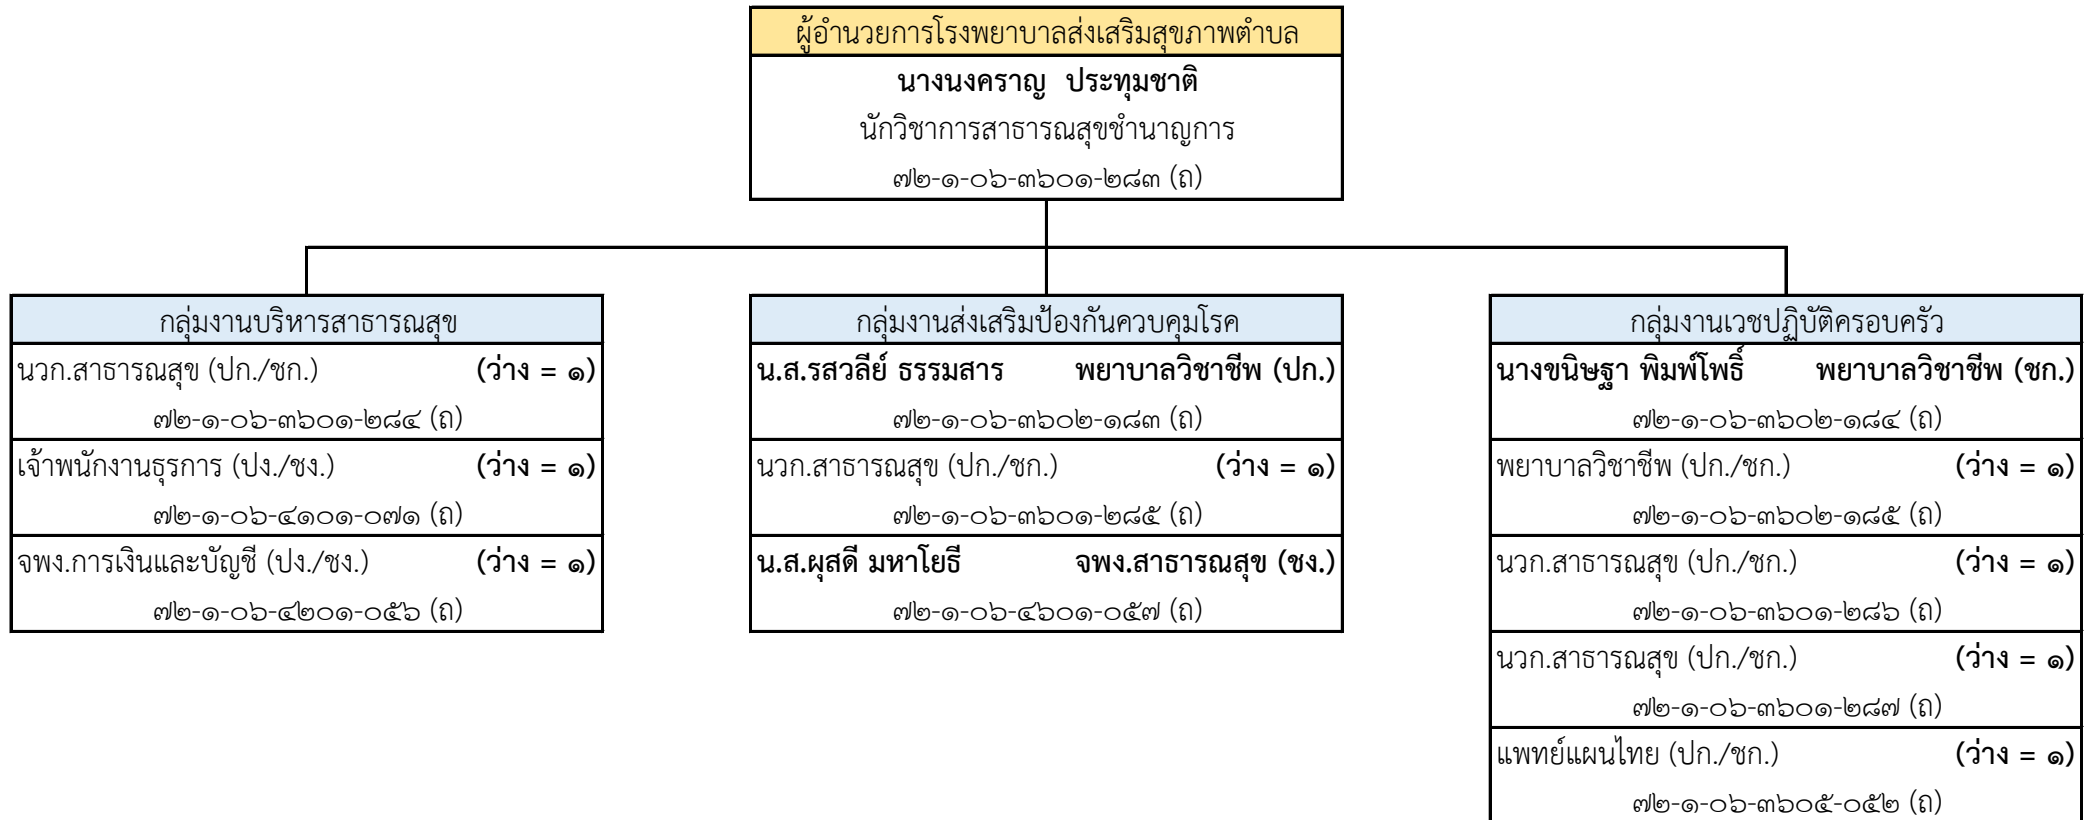 ผู้อำนวยการโรงพยาบาลส่งเสริมสุขภาพตำบล
นางนงคราญ ประทุมชาติ
นักวิชาการสาธารณสุขชำนาญการ
๗๒-๑-๐๖-๓๖๐๑-๒๘๓ (ถ)
กลุ่มงานบริหารสาธารณสุข
นวก.สาธารณสุข (ปก./ชก.) (ว่าง = ๑)
๗๒-๑-๐๖-๓๖๐๑-๒๘๔ (ถ)
เจ้าพนักงานธุรการ (ปง./ชง.) (ว่าง = ๑)
๗๒-๑-๐๖-๔๑๐๑-๐๗๑ (ถ)
จพง.การเงินและบัญชี (ปง./ชง.) (ว่าง = ๑)
๗๒-๑-๐๖-๔๒๐๑-๐๕๖ (ถ)
กลุ่มงานส่งเสริมป้องกันควบคุมโรค
น.ส.รสวลีย์ ธรรมสาร พยาบาลวิชาชีพ (ปก.)
๗๒-๑-๐๖-๓๖๐๒-๑๘๓ (ถ)
นวก.สาธารณสุข (ปก./ชก.) (ว่าง = ๑)
๗๒-๑-๐๖-๓๖๐๑-๒๘๕ (ถ)
น.ส.ผุสดี มหาโยธี จพง.สาธารณสุข (ชง.)
๗๒-๑-๐๖-๔๖๐๑-๐๕๗ (ถ)
กลุ่มงานเวชปฏิบัติครอบครัว
นางขนิษฐา พิมพ์โพธิ์ พยาบาลวิชาชีพ (ชก.)
๗๒-๑-๐๖-๓๖๐๒-๑๘๔ (ถ)
พยาบาลวิชาชีพ (ปก./ชก.) (ว่าง = ๑)
๗๒-๑-๐๖-๓๖๐๒-๑๘๕ (ถ)
นวก.สาธารณสุข (ปก./ชก.) (ว่าง = ๑)
๗๒-๑-๐๖-๓๖๐๑-๒๘๖ (ถ)
นวก.สาธารณสุข (ปก./ชก.) (ว่าง = ๑)
๗๒-๑-๐๖-๓๖๐๑-๒๘๗ (ถ)
แพทย์แผนไทย (ปก./ชก.) (ว่าง = ๑)
๗๒-๑-๐๖-๓๖๐๕-๐๕๒ (ถ)